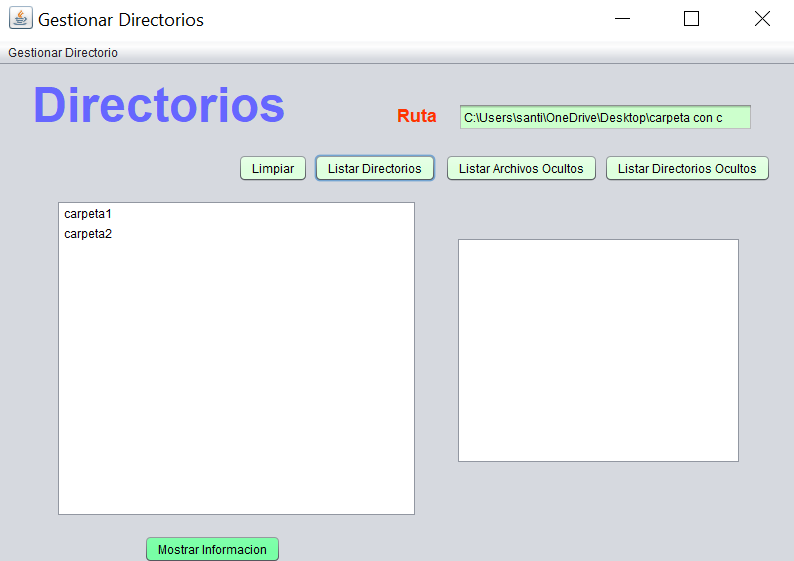 Gestionar Directorios
Gestionar Directorio
Directorios
Ruta
C:\Users\santi\OneDrive\Desktop\carpeta con c
Limpiar
Listar Directorios
Listar Archivos Ocultos
Listar Directorios Ocultos
carpeta1
carpeta2
Mostrar Informacion